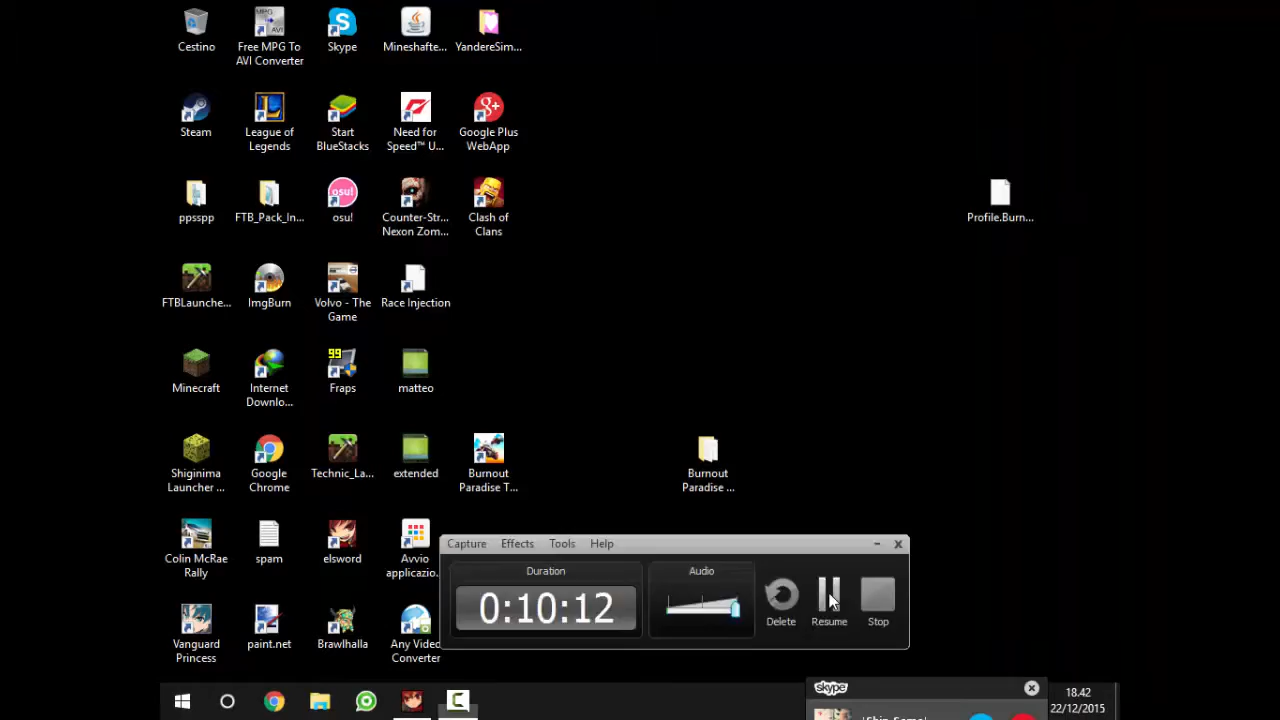 Cestino
Free MPG To
AVI Converter
Skype
Mineshafte...
YandereSim...
Steam
League of
Legends
Start
BlueStacks
Need for
Speed™ U...
Google Plus
WebApp
ppsspp
FTB_Pack_In...
osu!
osu!
Counter-Str...
Nexon Zom...
Clash of
Clans
Profile.Burn...
FTBLaunche...
ImgBurn
Volvo - The
Game
Race Injection
Minecraft
Internet
Downlo...
99
Fraps
matteo
Shiginima
Launcher ...
Google
Chrome
Technic_La...
extended
Burnout
Paradise T...
Burnout
Paradise ...
Colin McRae
Rally
spam
elsword
Avvio
applicazio...
Capture Effects Tools Help
Duration
0:10:12
Audio
Delete
Resume
Stop
Vanguard
Princess
paint.net
Brawlhalla
Any Video
Converter
skype
18.42
22/12/2015